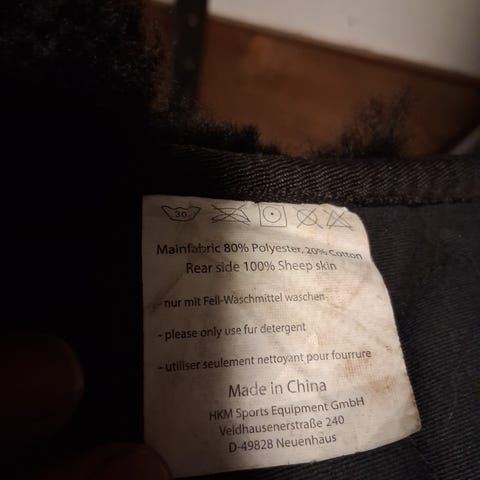 30
Mainfabric 80% Polyester, 20% Cotton
Rear side 100% Sheep skin
- nur mit Fell-Waschmittel waschen
- please only use fur detergent
- utiliser seulement nettoyant pour fourrure
Made in China
HKM Sports Equipment GmbH
Veldhausenerstraße 240
D-49828 Neuenhaus